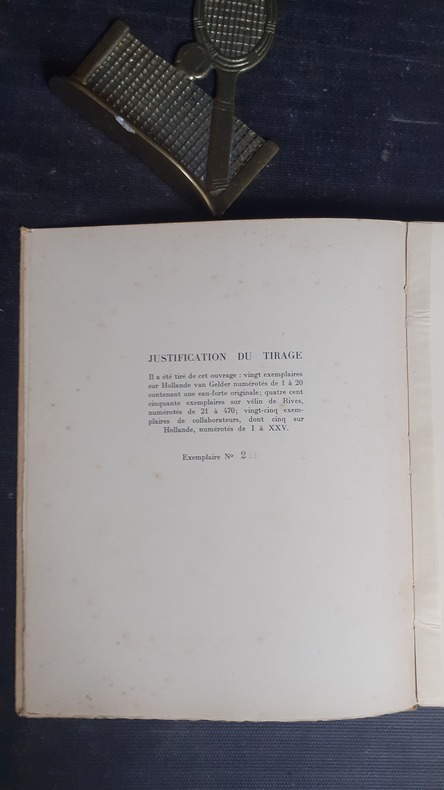 JUSTIFICATION DU TIRAGE
Il a été tiré de cet ouvrage : vingt exemplaires
sur Hollande van Gelder numérotés de 1 à 20
contenant une eau-forte originale; quatre cent
cinquante exemplaires sur vélin de Rives,
numérotés de 21 à 470; vingt-cinq exem-
plaires de collaborateurs, dont cinq sur
Hollande, numérotés de I à XXV.
Exemplaire Nº